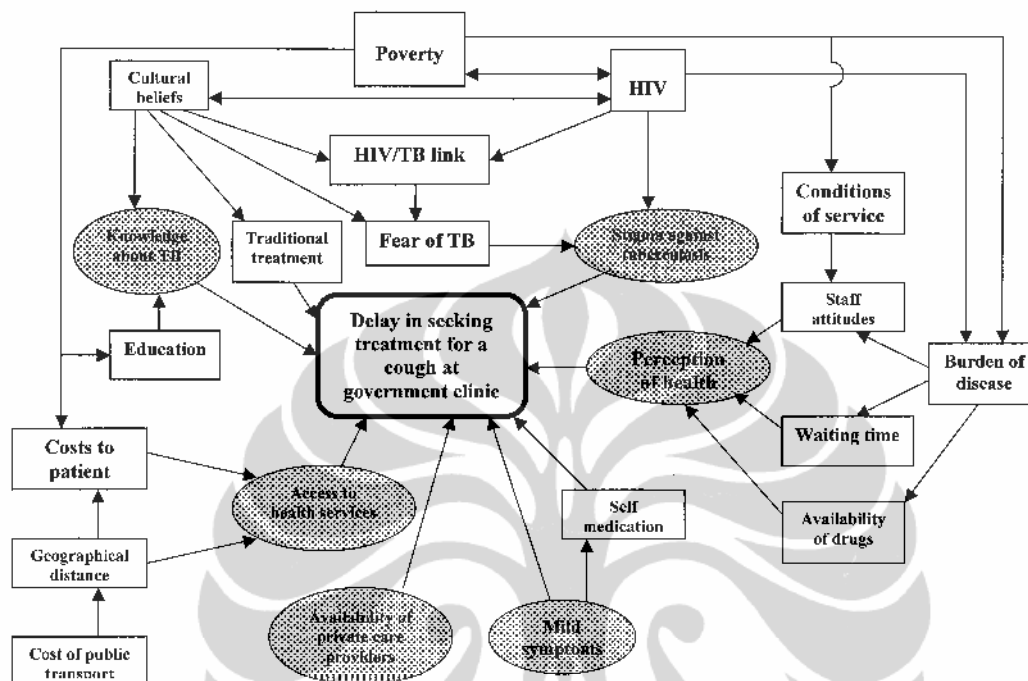 Poverty
Cultural
beliefs
HIV
HIV/TB link
Conditions
of service
Knowledge
about TB
Traditional
treatment
Fear of TB
Stigma against
tuberculosis
Delay in seeking
treatment for a
cough at
government clinic
Staff
attitudes
Education
Perception
of health
Burden of
disease
Waiting time
Costs to
patient
Access to
health services
Self
medication
Availability
of drugs
Geographical
distance
Availability of
private care
providers
Mild
symptoms
Cost of public
transport